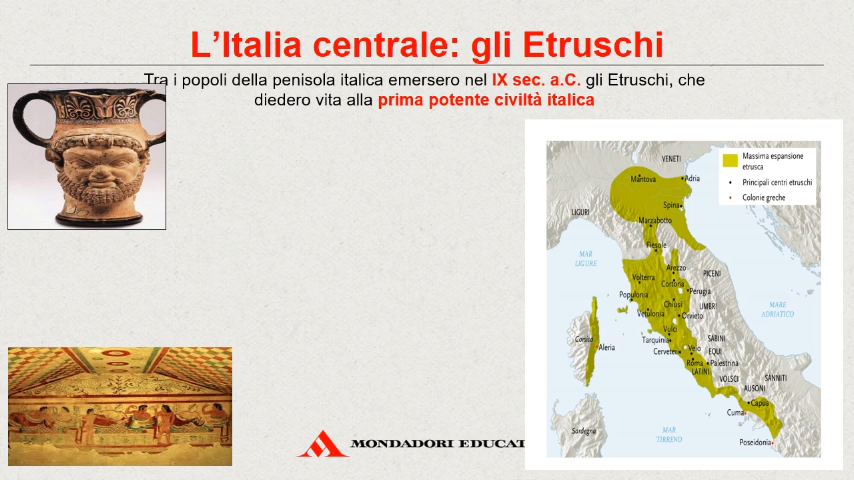 L'Italia centrale: gli Etruschi
Tra i popoli della penisola italica emersero nel IX sec. a.C. gli Etruschi, che
diedero vita alla prima potente civiltà italica
Massima espansione
etrusca
Principali centri etruschi
Colonie greche
VENETI
Mantova
Adria
Spina
LIGURI
Marzabotto
Fiesole
MAR
LIGURE
Arezzo
Volterra
Cortona
PICENI
Perugia
Populonia
Chiusi
UMBRI
MARE
ADRIATICO
Vetulonia
Orvieto
Vulci
Corsica
Aleria
Tarquinia
SABINI
Cerveteri
Veio
EQUI
Roma
Palestrina
LATINI
VOLSCI
SANNITI
AUSONI
Capua
Cuma
Sardegna
MAR
TIRRENO
Poseidonia
MONDADORI EDUCAT